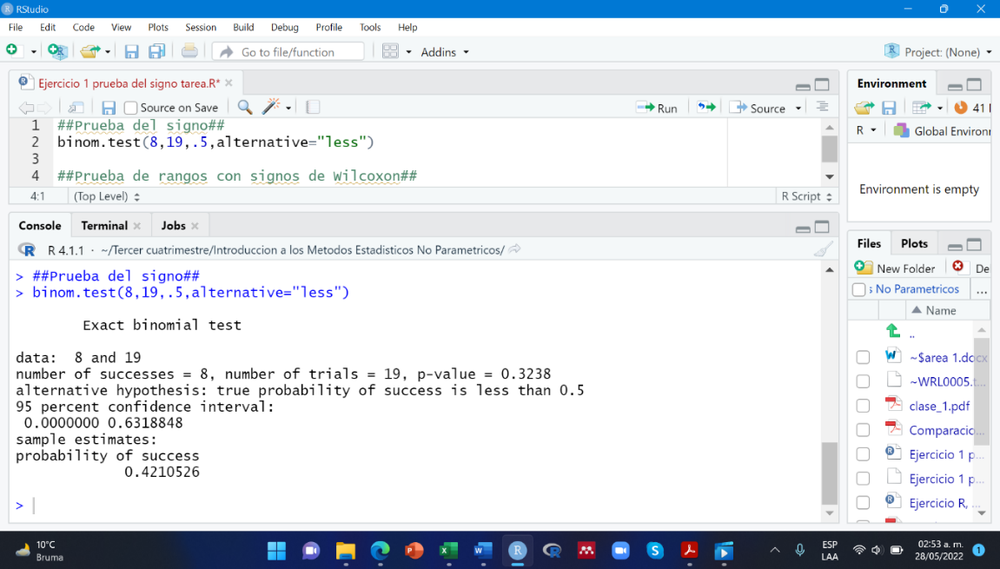 RStudio
File Edit Code View Plots Session Build Debug Profile Tools Help
Go to file/function Addins Project: (None)
Ejercicio 1 prueba del signo tarea.R*
Source on Save Run Source
1 ##Prueba del signo##
2 binom.test(8,19,.5,alternative="less")
3
4 ##Prueba de rangos con signos de Wilcoxon##
4:1 (Top Level) R Script
Console Terminal Jobs
R 4.1.1 · ~/Tercer cuatrimestre/Introduccion a los Metodos Estadisticos No Parametricos/
> ##Prueba del signo##
> binom.test(8,19,.5,alternative="less")
Exact binomial test
data: 8 and 19
number of successes = 8, number of trials = 19, p-value = 0.3238
alternative hypothesis: true probability of success is less than 0.5
95 percent confidence interval:
0.0000000 0.6318848
sample estimates:
probability of success
0.4210526
>
Environment
41
R Global Environ
Environment is empty
Files Plots
New Folder De
s No Parametricos ...
Name
..
~$area 1.docx
~WRL0005.t...
clase_1.pdf
Comparacio...
Ejercicio 1 p...
Ejercicio 1 p...
Ejercicio R, ...
10°C
Bruma
ESP
LAA
02:53 a. m.
28/05/2022
1